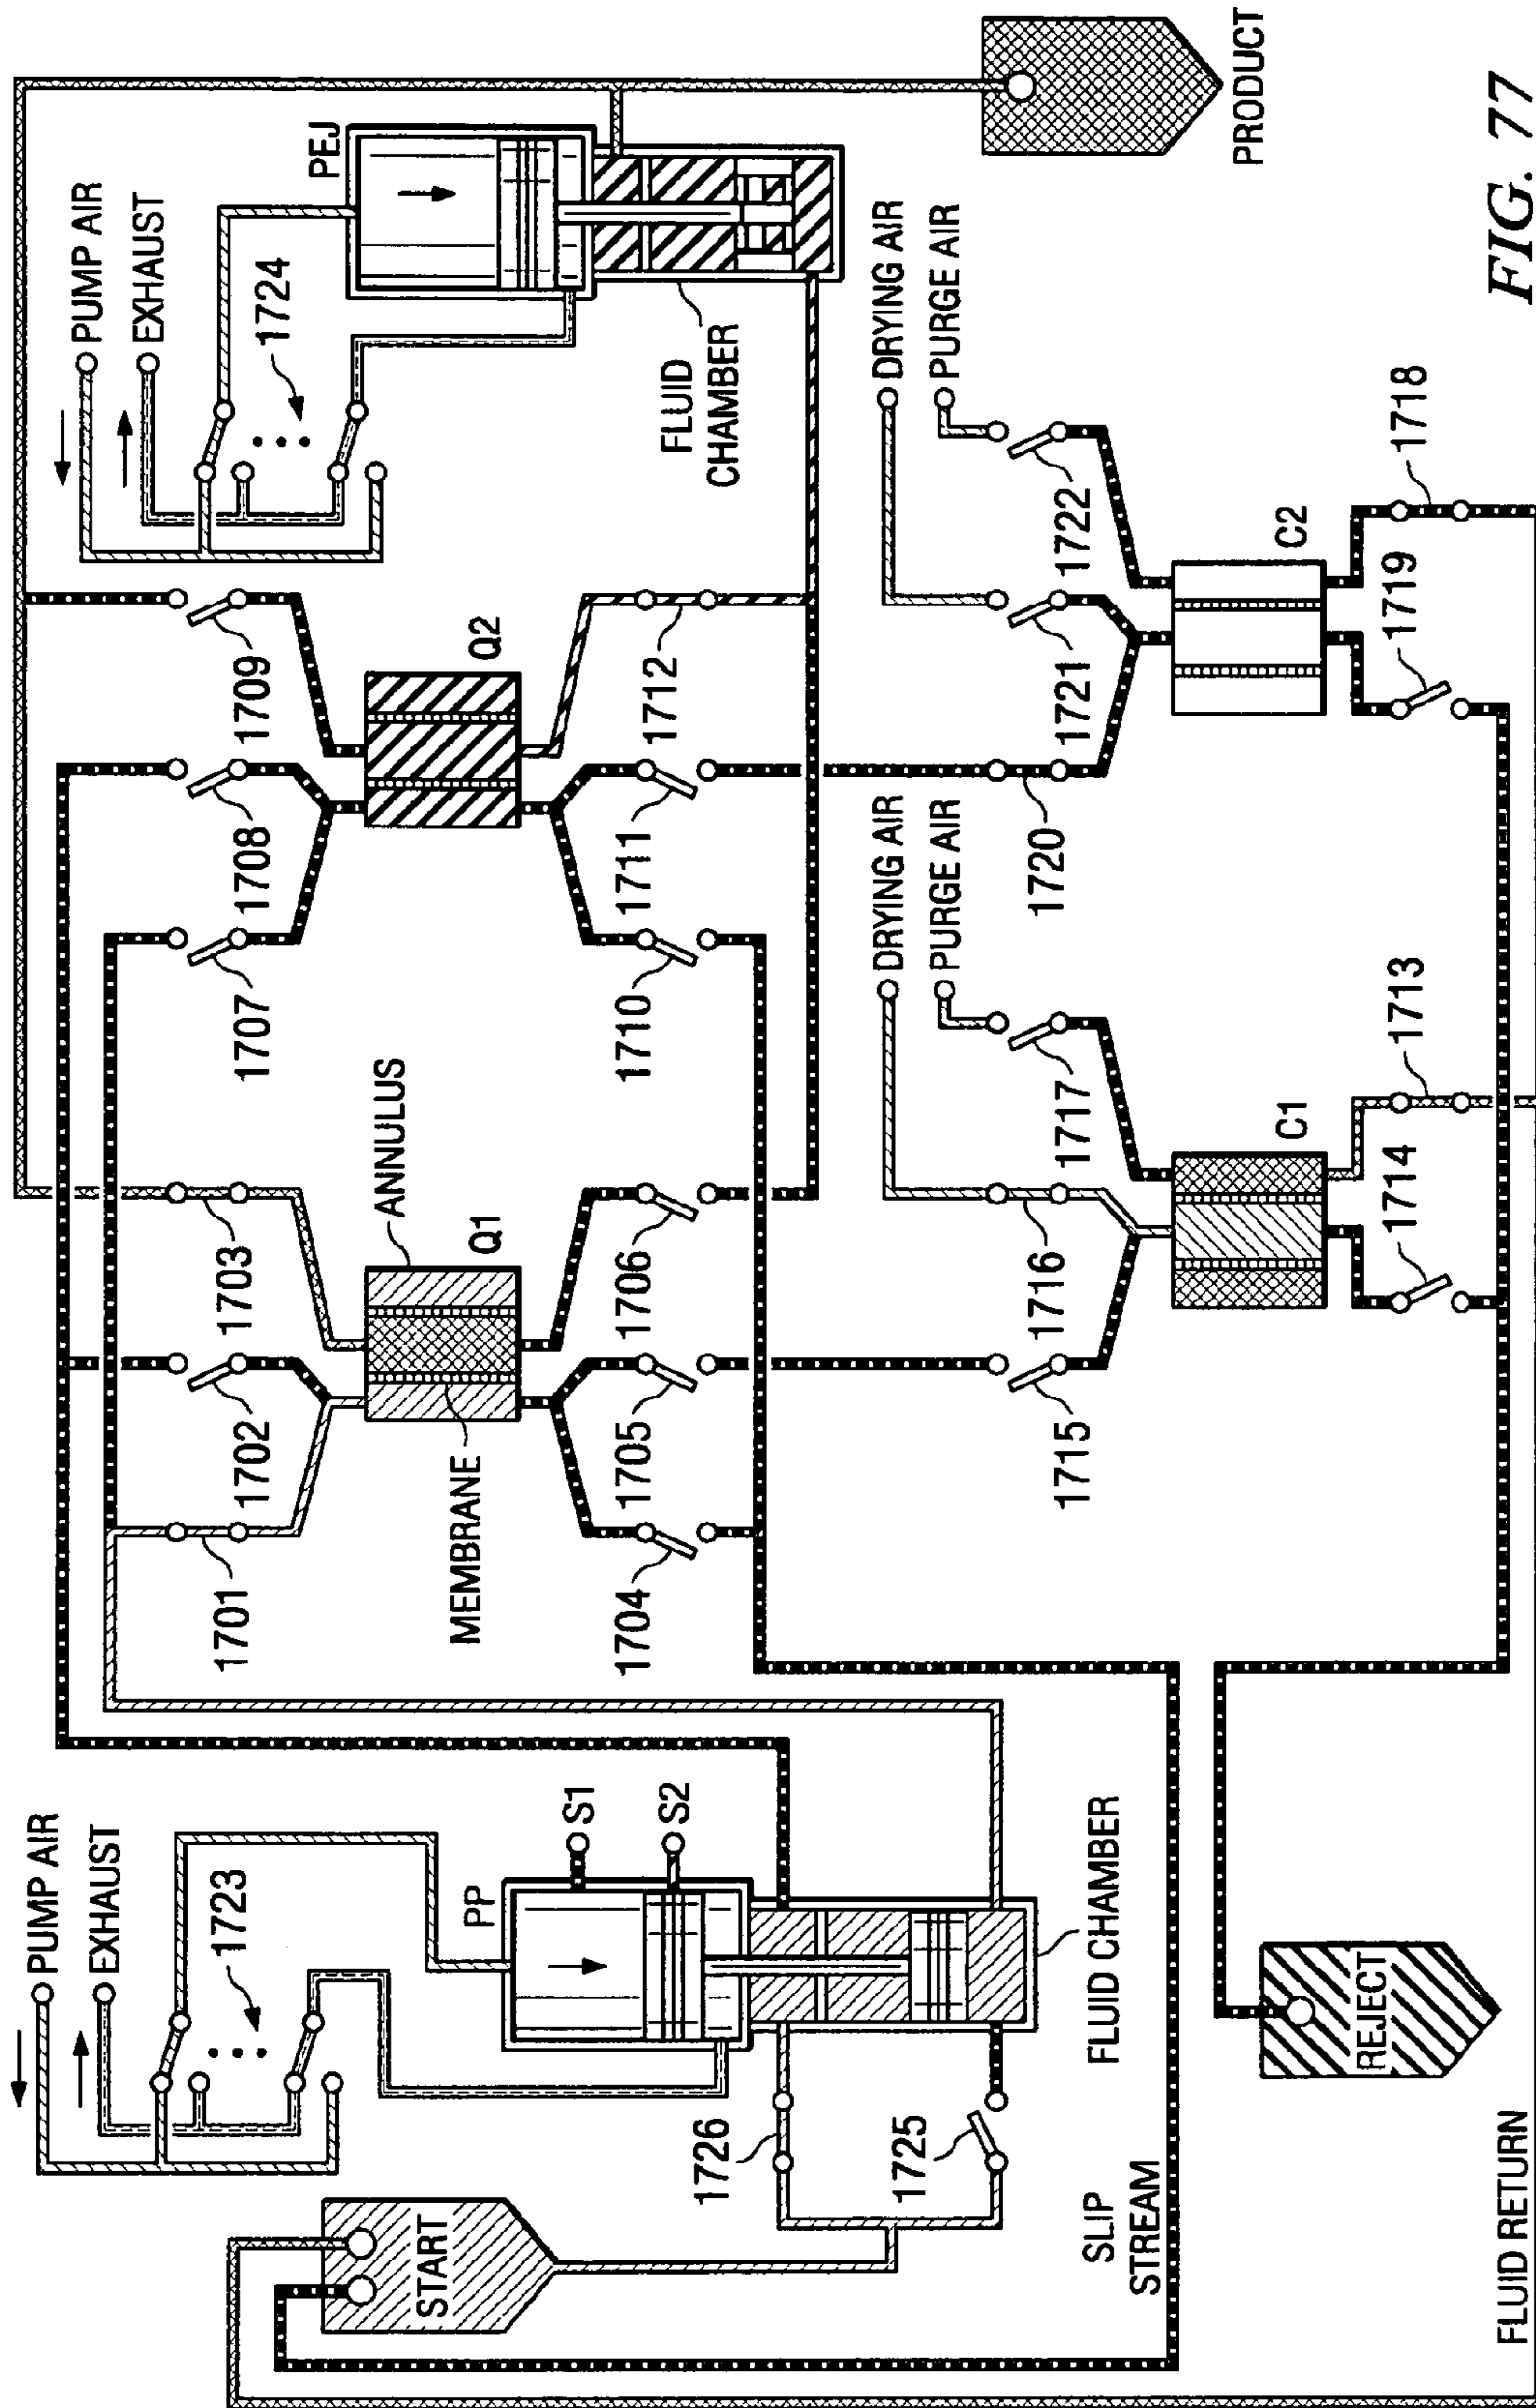 PUMP AIR
EXHAUST
1723
START
PP
S1
S2
1726
1725
FLUID CHAMBER
SLIP
STREAM
REJECT
FLUID RETURN
1701
1702
1703
MEMBRANE
ANNULUS
Q1
1704
1705
1706
1707
1708
1709
Q2
1710
1711
1712
PUMP AIR
EXHAUST
1724
PEJ
FLUID
CHAMBER
PRODUCT
DRYING AIR
PURGE AIR
1715
1716
1717
C1
1714
1713
DRYING AIR
PURGE AIR
1720
1721
1722
C2
1719
1718
FIG. 77